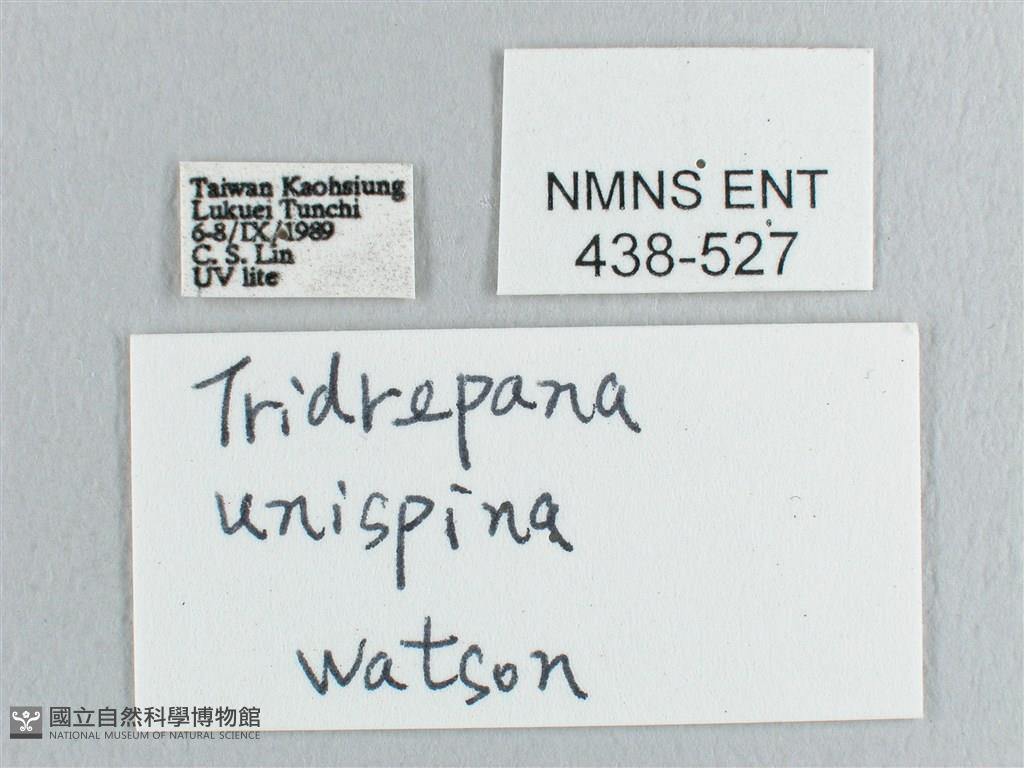 Taiwan Kaohsiung
Lukuei Tunchi
6-8/IX/1989
C. S. Lin
UV lite
NMNS ENT
438-527
Tridrepana
unispina
watson
國立自然科學博物館
NATIONAL MUSEUM OF NATURAL SCIENCE